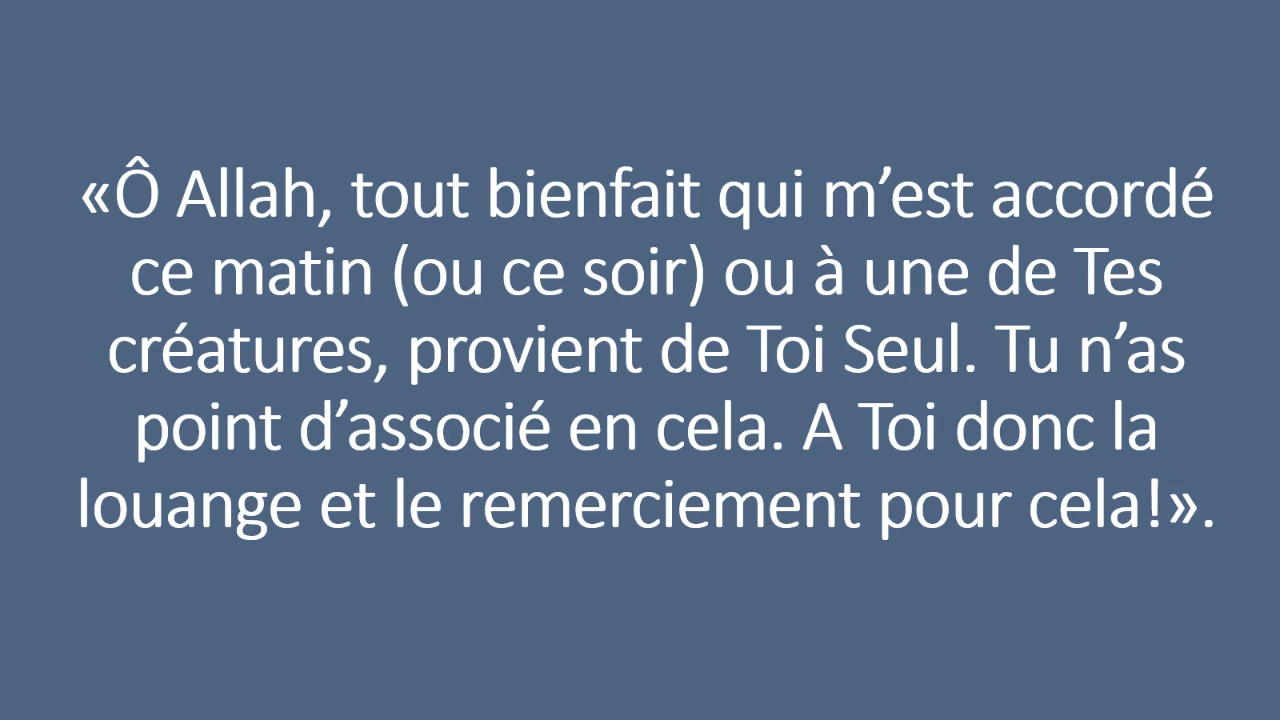 «Ô Allah, tout bienfait qui m’est accordé
ce matin (ou ce soir) ou à une de Tes
créatures, provient de Toi Seul. Tu n’as
point d’associé en cela. A Toi donc la
louange et le remerciement pour cela!».